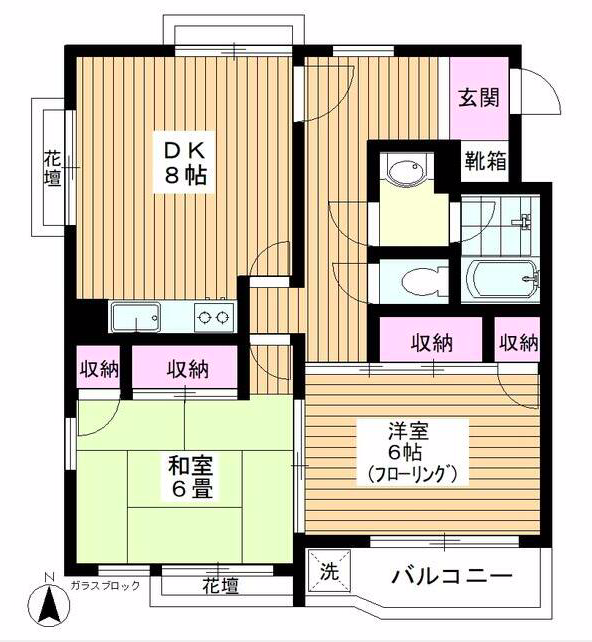 玄関
靴箱
DK
8帖
花壇
収納
収納
収納
収納
洋室
6帖
(フローリング)
和室
6畳
N
ガラスブロック
花壇
洗
バルコニー